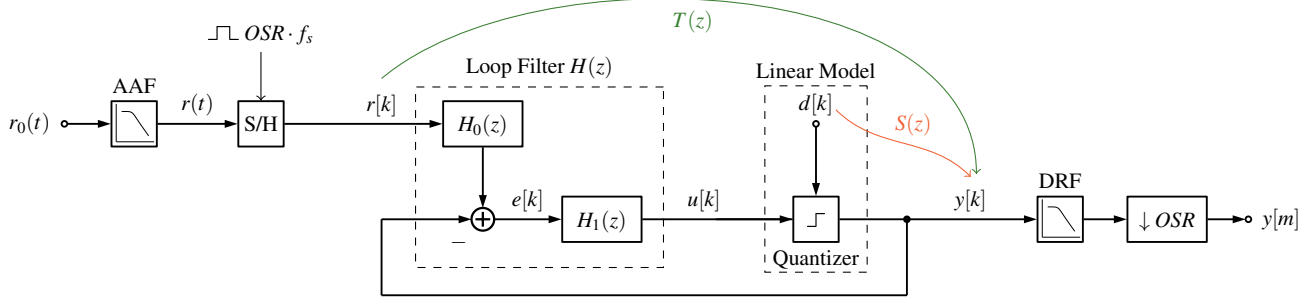 T(z)
OSR · f_s
Loop Filter H(z)
Linear Model
AAF
r_0(t)
r(t)
S/H
r[k]
H_0(z)
d[k]
S(z)
e[k]
H_1(z)
u[k]
y[k]
DRF
↓ OSR
y[m]
+
−
Quantizer